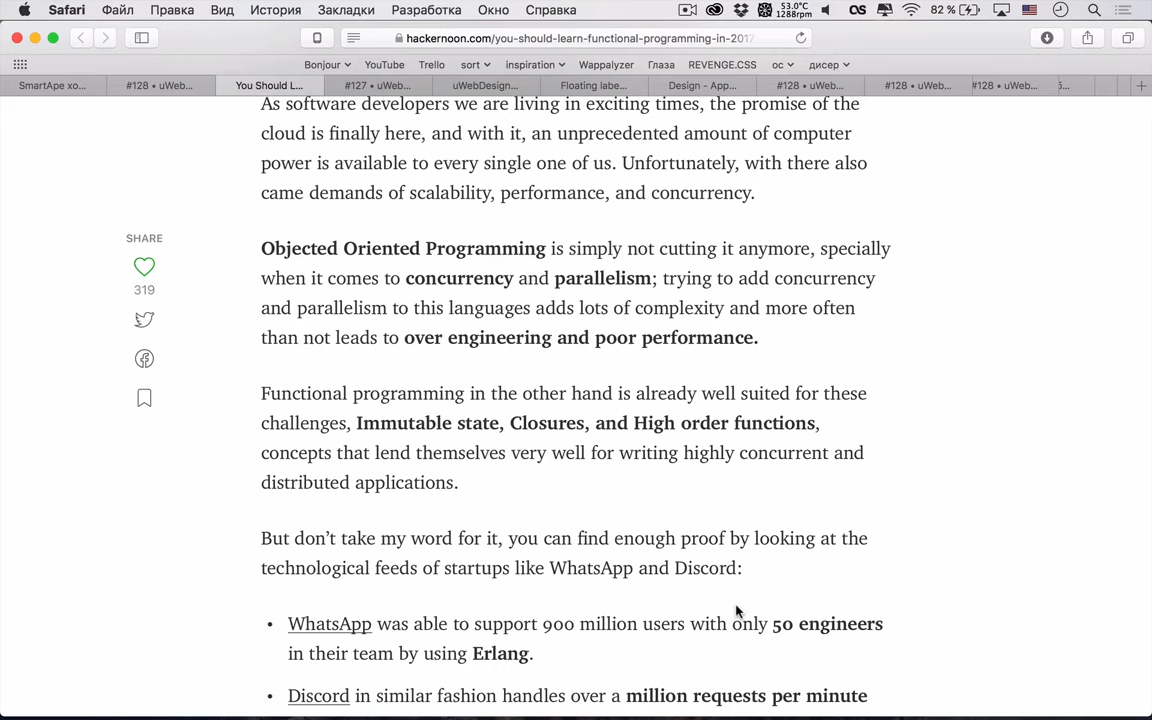 Safari Файл Правка Вид История Закладки Разработка Окно Справка 53.0°C 1288rpm OS 82 %
hackernoon.com/you-should-learn-functional-programming-in-2017
Bonjour YouTube Trello sort inspiration Wappalyzer Глаза REVENGE.CSS ос дисер
SmartApe хо... #128 • uWeb... You Should L... #127 • uWeb... uWebDesign... Floating labe... Design - App... #128 • uWeb... #128 • uWeb... #128 • uWeb...
As software developers we are living in exciting times, the promise of the
cloud is finally here, and with it, an unprecedented amount of computer
power is available to every single one of us. Unfortunately, with there also
came demands of scalability, performance, and concurrency.
SHARE
319
Objected Oriented Programming is simply not cutting it anymore, specially
when it comes to concurrency and parallelism; trying to add concurrency
and parallelism to this languages adds lots of complexity and more often
than not leads to over engineering and poor performance.
Functional programming in the other hand is already well suited for these
challenges, Immutable state, Closures, and High order functions,
concepts that lend themselves very well for writing highly concurrent and
distributed applications.
But don’t take my word for it, you can find enough proof by looking at the
technological feeds of startups like WhatsApp and Discord:
• WhatsApp was able to support 900 million users with only 50 engineers
in their team by using Erlang.
• Discord in similar fashion handles over a million requests per minute